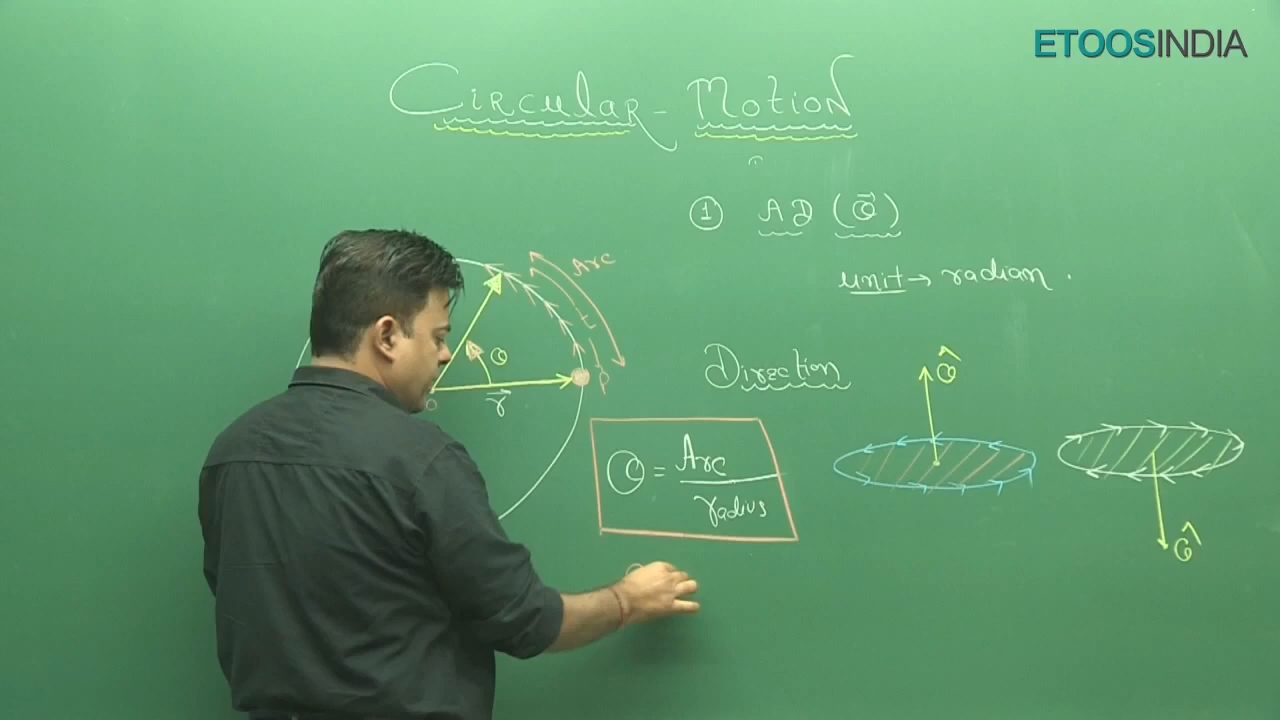 ETOOSINDIA
Circular - Motion
① AD (θ⃗)
unit → radian.
Arc
t
θ
r⃗
Direction
θ̂
θ = Arc / radius
θ̂